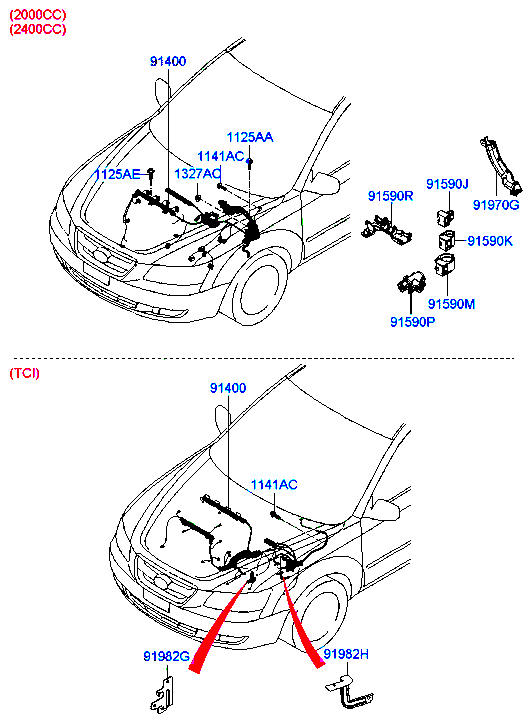 (2000CC)
(2400CC)
91400
1125AA
1141AC
1125AE
1327AC
91590J
91590R
91970G
91590K
91590M
91590P
(TCI)
91400
1141AC
91982G
91982H